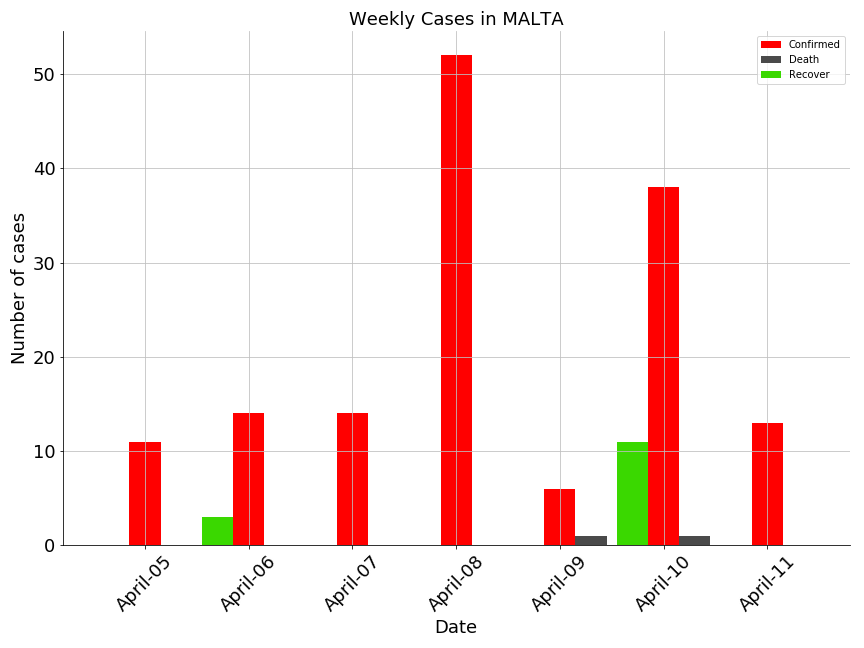 Weekly Cases in MALTA
Confirmed
Death
Recover
Number of cases
50
40
30
20
10
0
April-05
April-06
April-07
April-08
April-09
April-10
April-11
Date